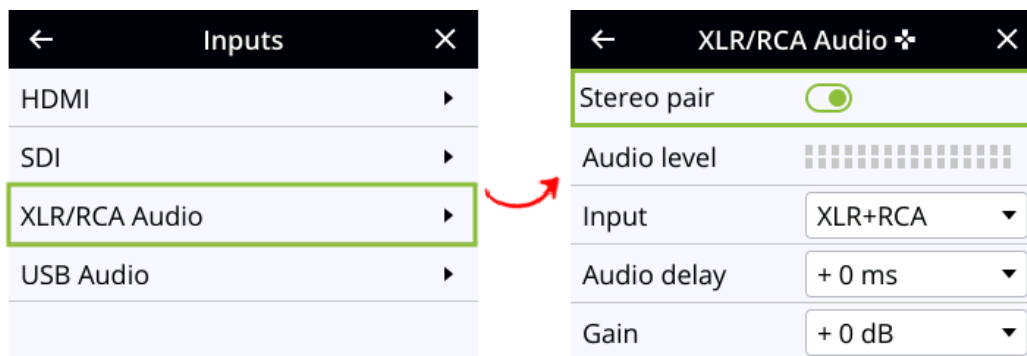 Inputs
HDMI
SDI
XLR/RCA Audio
USB Audio
XLR/RCA Audio
Stereo pair
Audio level
Input XLR+RCA
Audio delay + 0 ms
Gain + 0 dB